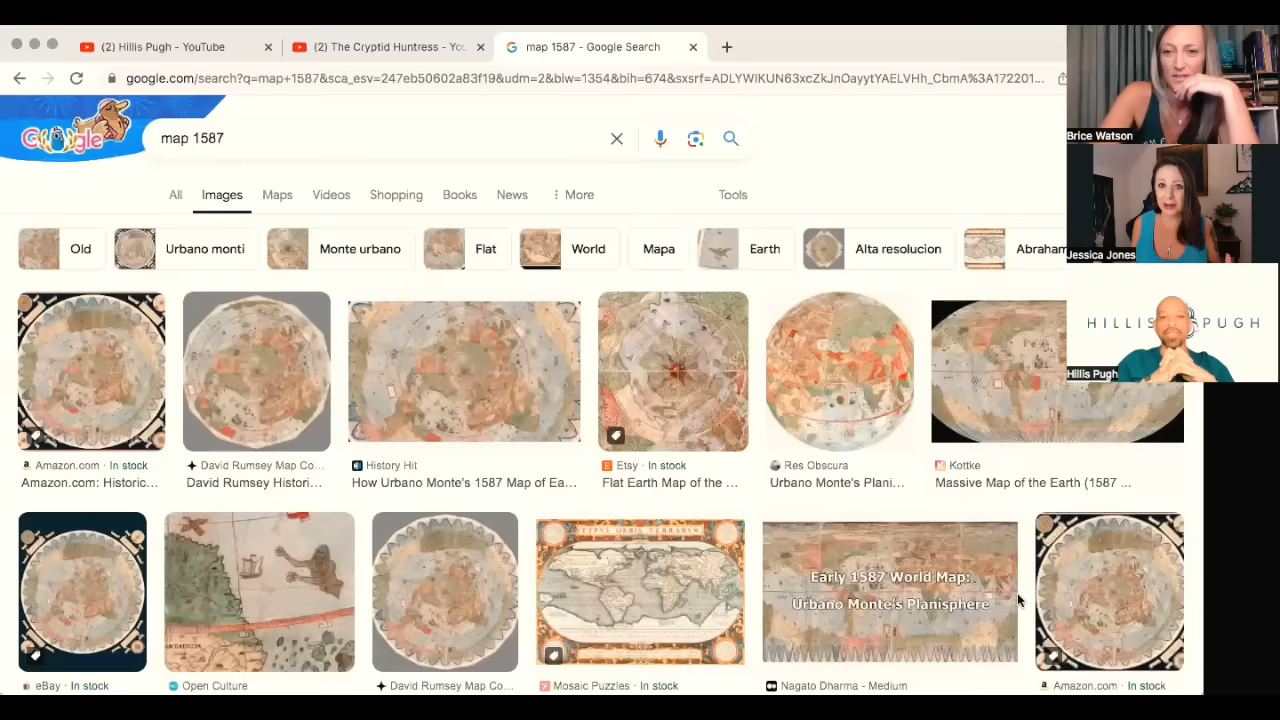 (2) Hillis Pugh - YouTube
(2) The Cryptid Huntress - You
map 1587 - Google Search
google.com/search?q=map+1587&sca_esv=247eb50602a83f19&udm=2&biw=1354&bih=674&sxsrf=ADLYWIKUN63xcZkJnOayytYAELVHh_CbmA%3A172201...
Google
map 1587
All
Images
Maps
Videos
Shopping
Books
News
More
Tools
Old
Urbano monti
Monte urbano
Flat
World
Mapa
Earth
Alta resolucion
Abraham
Brice Watson
Jessica Jones
HILLIS PUGH
Hillis Pugh
Amazon.com · In stock
Amazon.com: Historic...
David Rumsey Map Co...
David Rumsey Histori...
History Hit
How Urbano Monte's 1587 Map of Ea...
Etsy · In stock
Flat Earth Map of the ...
Res Obscura
Urbano Monte's Plani...
Kottke
Massive Map of the Earth (1587 ...
TYPVS ORBIS TERRARVM
Early 1587 World Map:
Urbano Monte's Planisphere
eBay · In stock
Open Culture
David Rumsey Map Co...
Mosaic Puzzles · In stock
Nagato Dharma - Medium
Amazon.com · In stock